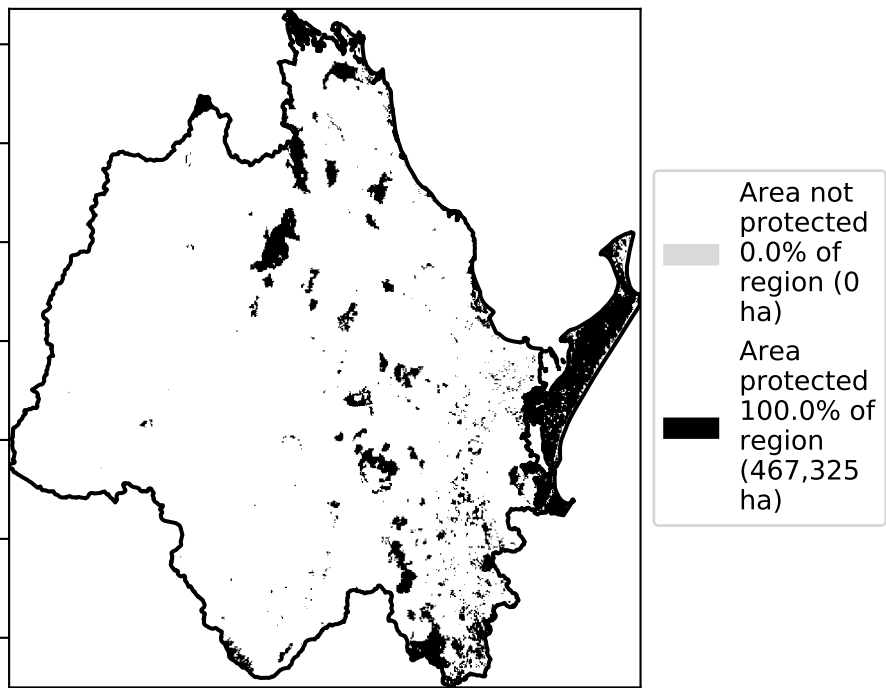 Area not
protected
0.0% of
region (0
ha)
Area
protected
100.0% of
region
(467,325
ha)